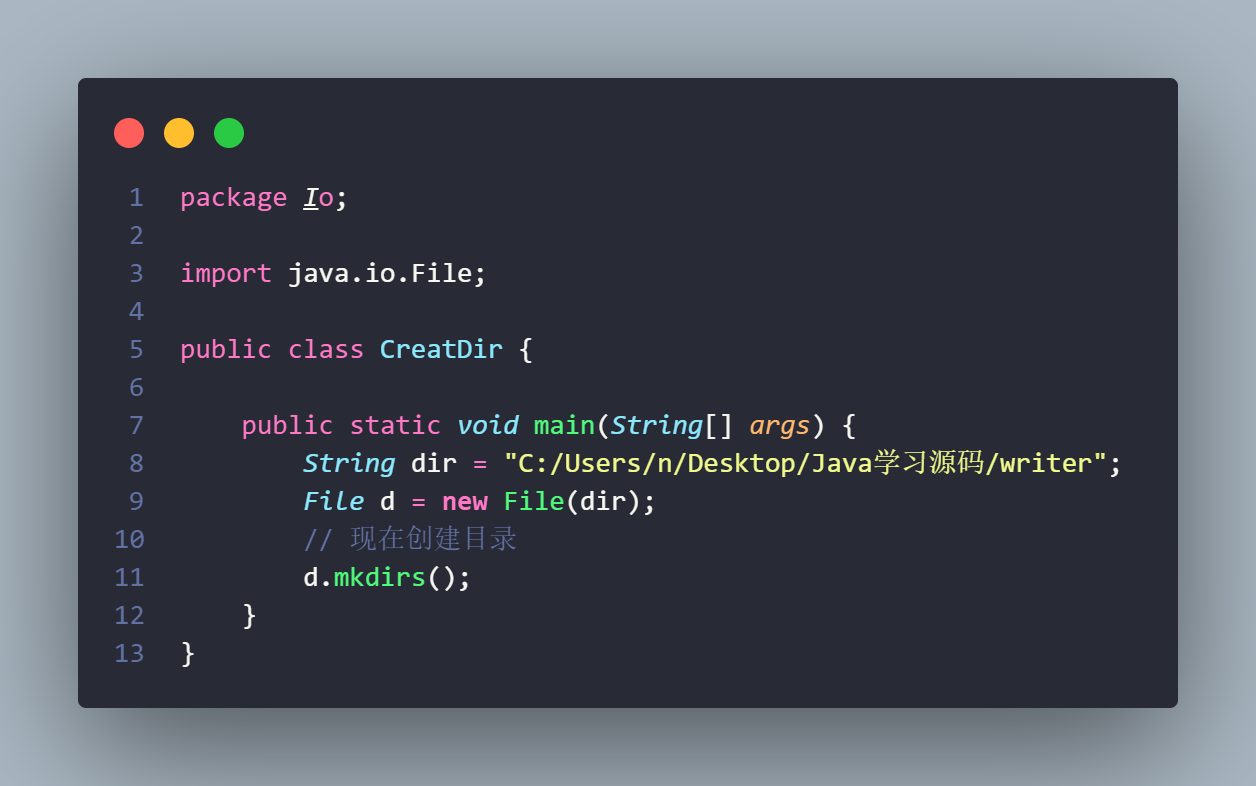 1 package Io;
2
3 import java.io.File;
4
5 public class CreatDir {
6
7     public static void main(String[] args) {
8         String dir = "C:/Users/n/Desktop/Java学习源码/writer";
9         File d = new File(dir);
10         // 现在创建目录
11         d.mkdirs();
12     }
13 }